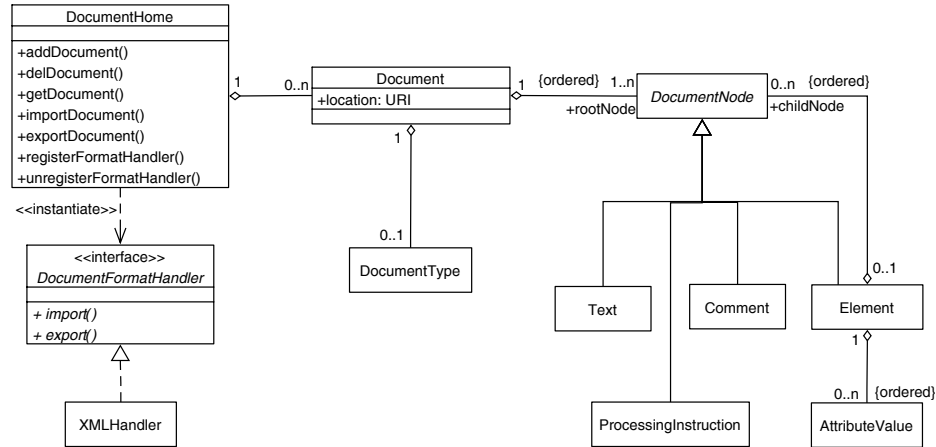 DocumentHome
+addDocument()
+delDocument()
+getDocument()
+importDocument()
+exportDocument()
+registerFormatHandler()
+unregisterFormatHandler()
1
0..n
Document
+location: URI
1
{ordered}
1..n
+rootNode
DocumentNode
0..n
{ordered}
+childNode
1
<<instantiate>>
0..1
DocumentType
<<interface>>
DocumentFormatHandler
+ import()
+ export()
XMLHandler
Text
Comment
0..1
Element
1
ProcessingInstruction
0..n
{ordered}
AttributeValue